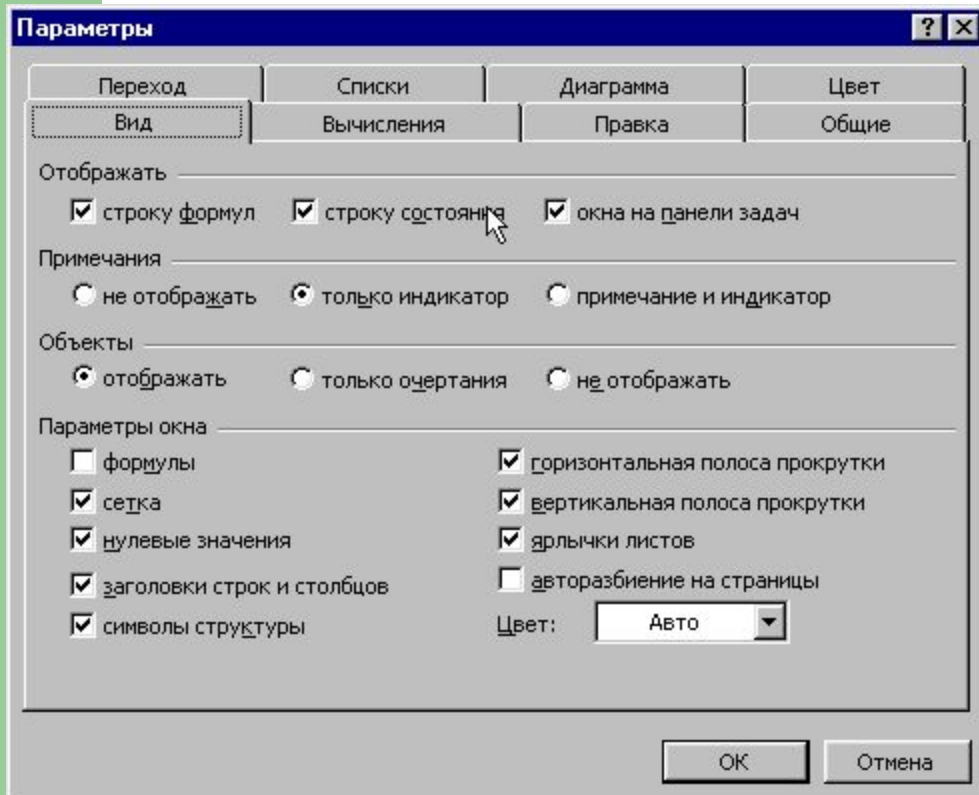 Параметры
Переход Списки Диаграмма Цвет
Вид Вычисления Правка Общие
Отображать
строку формул строку состояния окна на панели задач
Примечания
не отображать только индикатор примечание и индикатор
Объекты
отображать только очертания не отображать
Параметры окна
формулы горизонтальная полоса прокрутки
сетка вертикальная полоса прокрутки
нулевые значения ярлычки листов
заголовки строк и столбцов авторазбиение на страницы
символы структуры Цвет: Авто
ОК Отмена